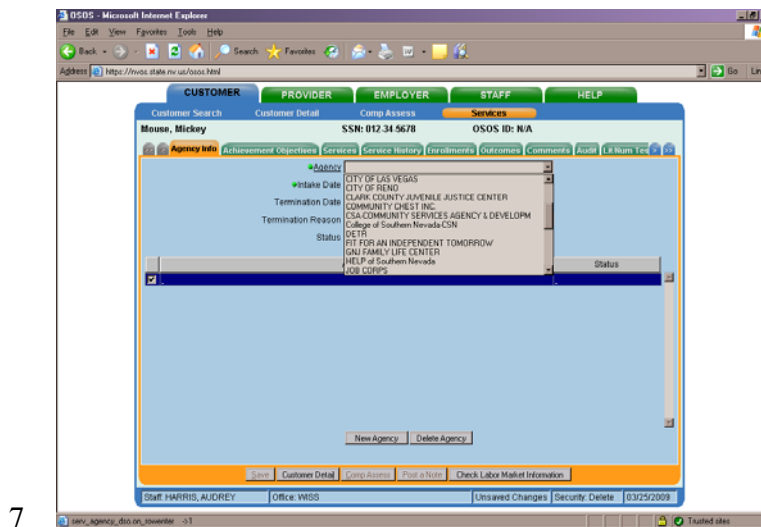 OSOS - Microsoft Internet Explorer
File Edit View Favorites Tools Help
Back Search Favorites
Address https://nvos.state.nv.us/osos.html Go
CUSTOMER PROVIDER EMPLOYER STAFF HELP
Customer Search Customer Detail Comp Assess Services
Mouse, Mickey SSN: 012-34-5678 OSOS ID: N/A
Agency Info Achievement Objectives Services Service History Enrollments Outcomes Comments Audit Lit.Num Tes
Agency
CITY OF LAS VEGAS
Intake Date
CITY OF RENO
CLARK COUNTY JUVENILE JUSTICE CENTER
Termination Date
COMMUNITY CHEST INC.
CSA-COMMUNITY SERVICES AGENCY & DEVELOPM
Termination Reason
College of Southern Nevada-CSN
Status
DETR
FIT FOR AN INDEPENDENT TOMORROW
GNJ FAMILY LIFE CENTER
HELP of Southern Nevada
Status
JOB CORPS
New Agency Delete Agency
Save Customer Detail Comp Assess Post a Note Check Labor Market Information
Staff: HARRIS, AUDREY Office: WISS Unsaved Changes Security: Delete 03/25/2009
7
serv_agency_dso.on_rowenter ->1 Trusted sites